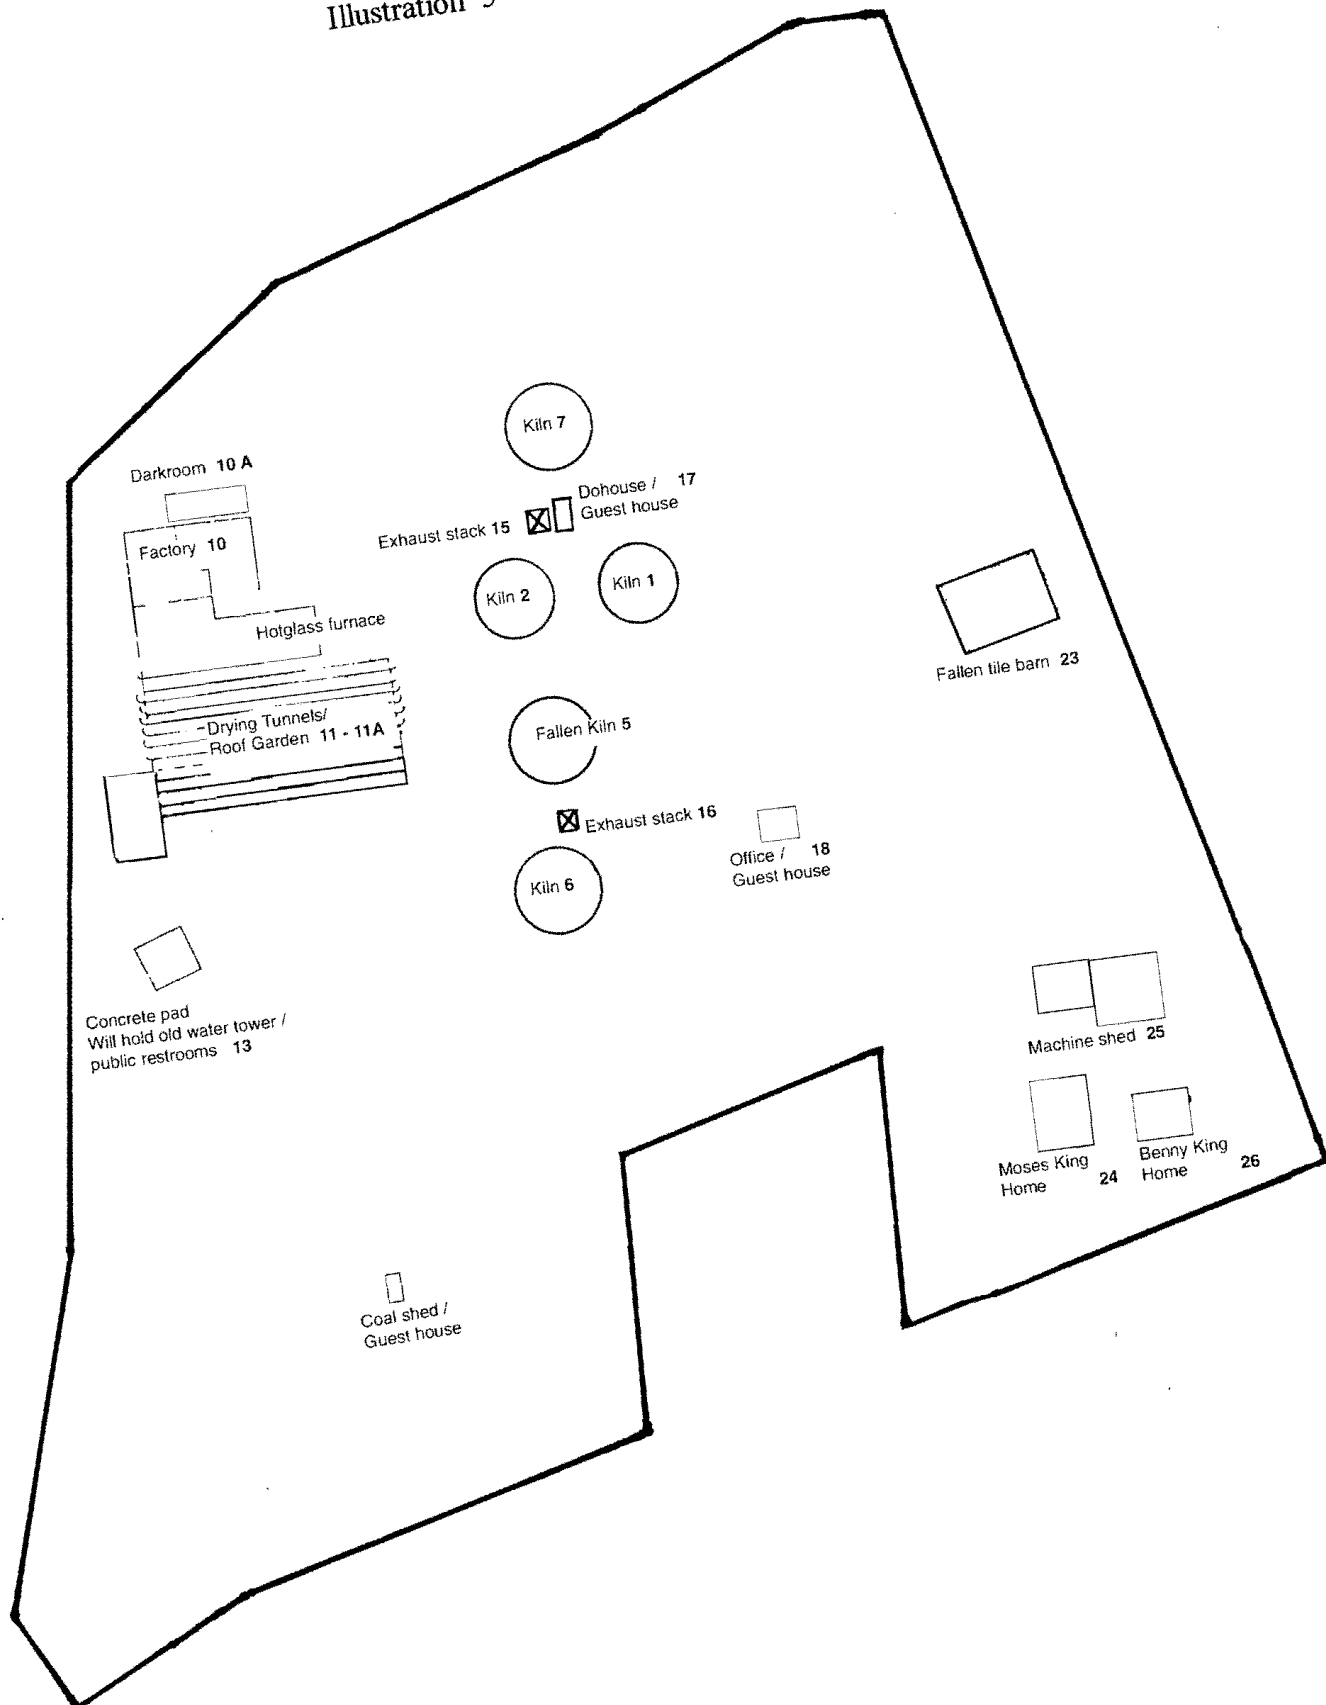 Illustration
Kiln 7
Darkroom 10 A
Dohouse / 17
Guest house
Exhaust stack 15
Factory 10
Kiln 2
Kiln 1
Hotglass furnace
Fallen tile barn 23
Drying Tunnels/
Roof Garden 11 - 11A
Fallen Kiln 5
Exhaust stack 16
Office / 18
Guest house
Kiln 6
Concrete pad
Will hold old water tower /
public restrooms 13
Machine shed 25
Moses King
Home 24
Benny King
Home 26
Coal shed /
Guest house